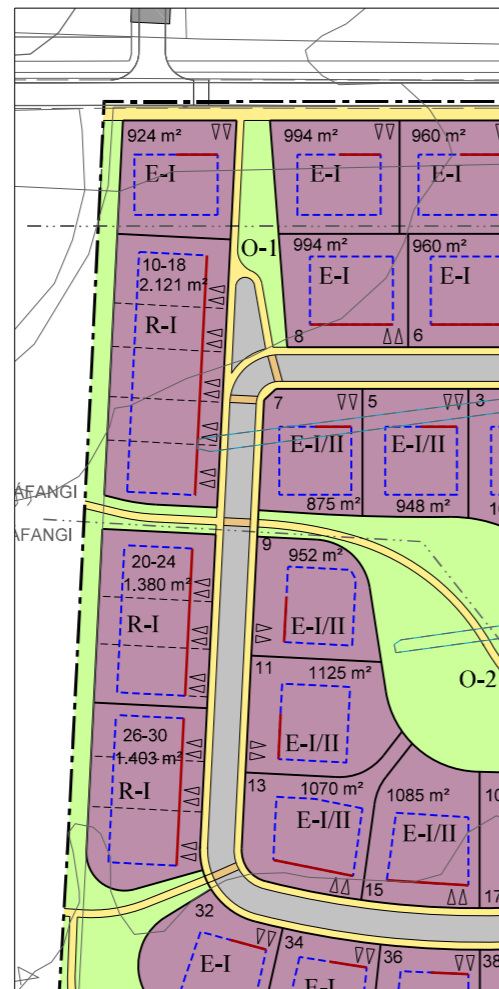 924 m²
E-I
994 m²
E-I
960 m²
E-I
O-1
10-18
2.121 m²
R-I
994 m²
E-I
8
960 m²
E-I
6
7
E-I/II
875 m²
5
E-I/II
948 m²
3
AFANGI
AFANGI
20-24
1.380 m²
R-I
9
952 m²
E-I/II
11
1125 m²
E-I/II
O-2
26-30
1.403 m²
R-I
13
1070 m²
E-I/II
1085 m²
E-I/II
15
17
32
E-I
34
E-I
36
38